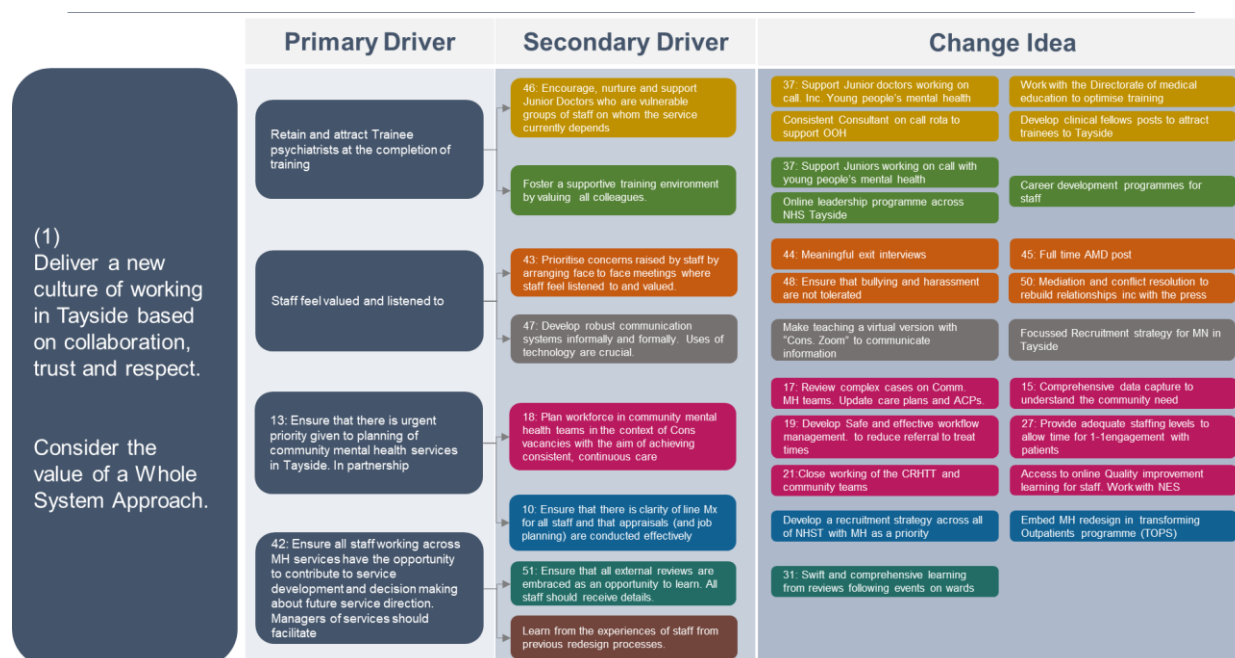 Primary Driver
Secondary Driver
Change Idea
(1)
Deliver a new
culture of working
in Tayside based
on collaboration,
trust and respect.
Consider the
value of a Whole
System Approach.
Retain and attract Trainee
psychiatrists at the completion of
training
Staff feel valued and listened to
13: Ensure that there is urgent
priority given to planning of
community mental health services
in Tayside. In partnership
42: Ensure all staff working across
MH services have the opportunity
to contribute to service
development and decision making
about future service direction.
Managers of services should
facilitate
46: Encourage, nurture and support
Junior Doctors who are vulnerable
groups of staff on whom the service
currently depends
Foster a supportive training environment
by valuing  all colleagues.
43: Prioritise concerns raised by staff by
arranging face to face meetings where
staff feel listened to and valued.
47: Develop robust communication
systems informally and formally.  Uses of
technology are crucial.
18: Plan workforce in community mental
health teams in the context of Cons
vacancies with the aim of achieving
consistent, continuous care
10: Ensure that there is clarity of line Mx
for all staff and that appraisals (and job
planning) are conducted effectively
51: Ensure that all external reviews are
embraced as an opportunity to learn. All
staff should receive details.
Learn from the experiences of staff from
previous redesign processes.
37: Support Junior doctors working on
call. Inc. Young people's mental health
Work with the Directorate of medical
education to optimise training
Consistent Consultant on call rota to
support OOH
Develop clinical fellows posts to attract
trainees to Tayside
37: Support Juniors working on call with
young people's mental health
Career development programmes for
staff
Online leadership programme across
NHS Tayside
44: Meaningful exit interviews
45: Full time AMD post
48: Ensure that bullying and harassment
are not tolerated
50: Mediation and conflict resolution to
rebuild relationships inc with the press
Make teaching a virtual version with
"Cons. Zoom" to communicate
information
Focussed Recruitment strategy for MN in
Tayside
17: Review complex cases on Comm.
MH teams. Update care plans and ACPs.
15: Comprehensive data capture to
understand the community need
19: Develop Safe and effective workflow
management.  to reduce referral to treat
times
27: Provide adequate staffing levels to
allow time for 1-1engagement with
patients
21:Close working of the CRHTT and
community teams
Access to online Quality improvement
learning for staff. Work with NES
Develop a recruitment strategy across all
of NHST with MH as a priority
Embed MH redesign in transforming
Outpatients programme (TOPS)
31: Swift and comprehensive learning
from reviews following events on wards